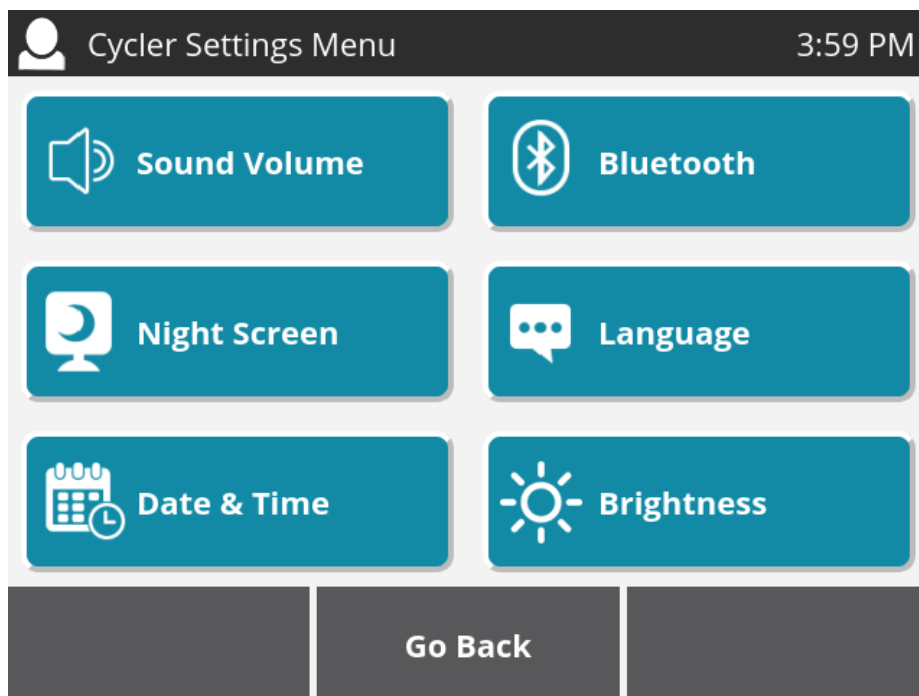 Cycler Settings Menu 3:59 PM
Sound Volume
Bluetooth
Night Screen
Language
Date & Time
Brightness
Go Back